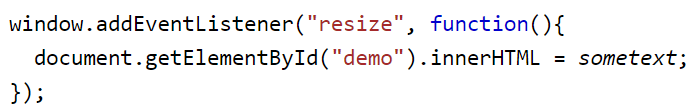 window.addEventListener("resize", function(){
  document.getElementById("demo").innerHTML = sometext;
});